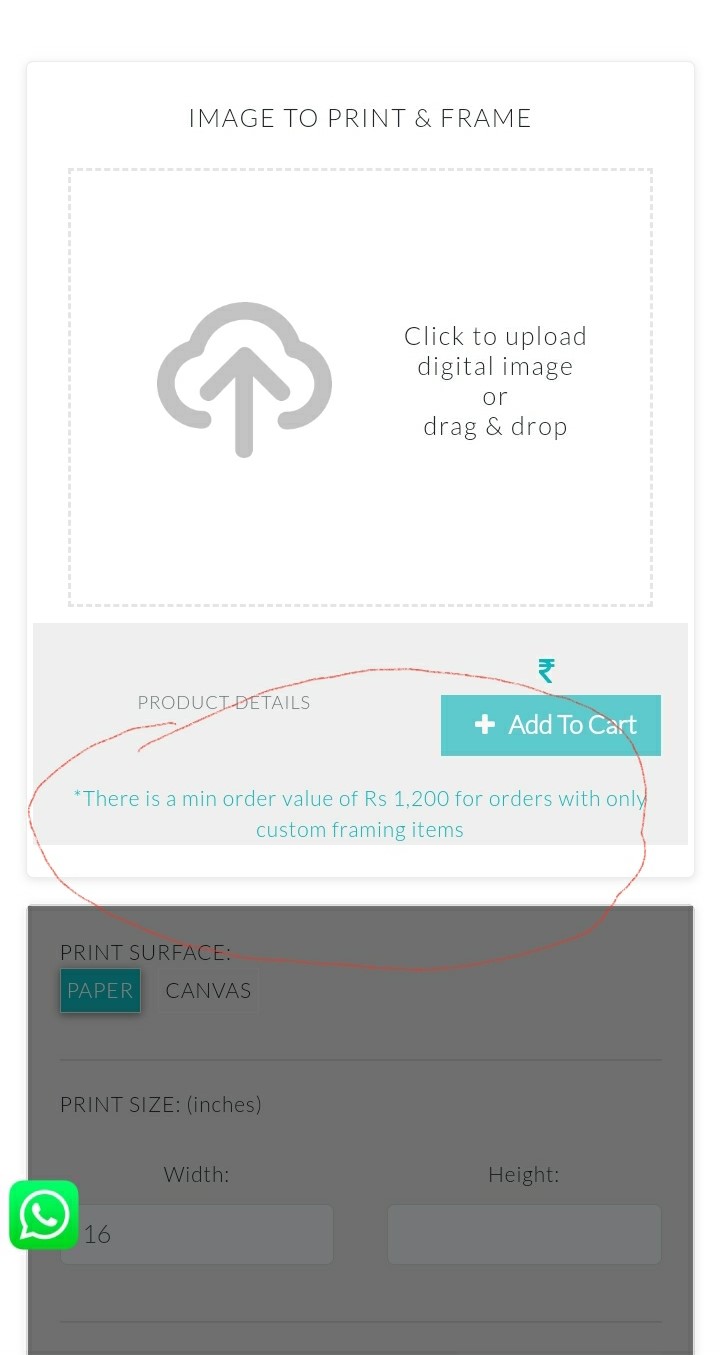 IMAGE TO PRINT & FRAME
Click to upload
digital image
or
drag & drop
₹
PRODUCT DETAILS
+ Add To Cart
*There is a min order value of Rs 1,200 for orders with only
custom framing items
PRINT SURFACE:
PAPER CANVAS
PRINT SIZE: (inches)
Width: Height:
16